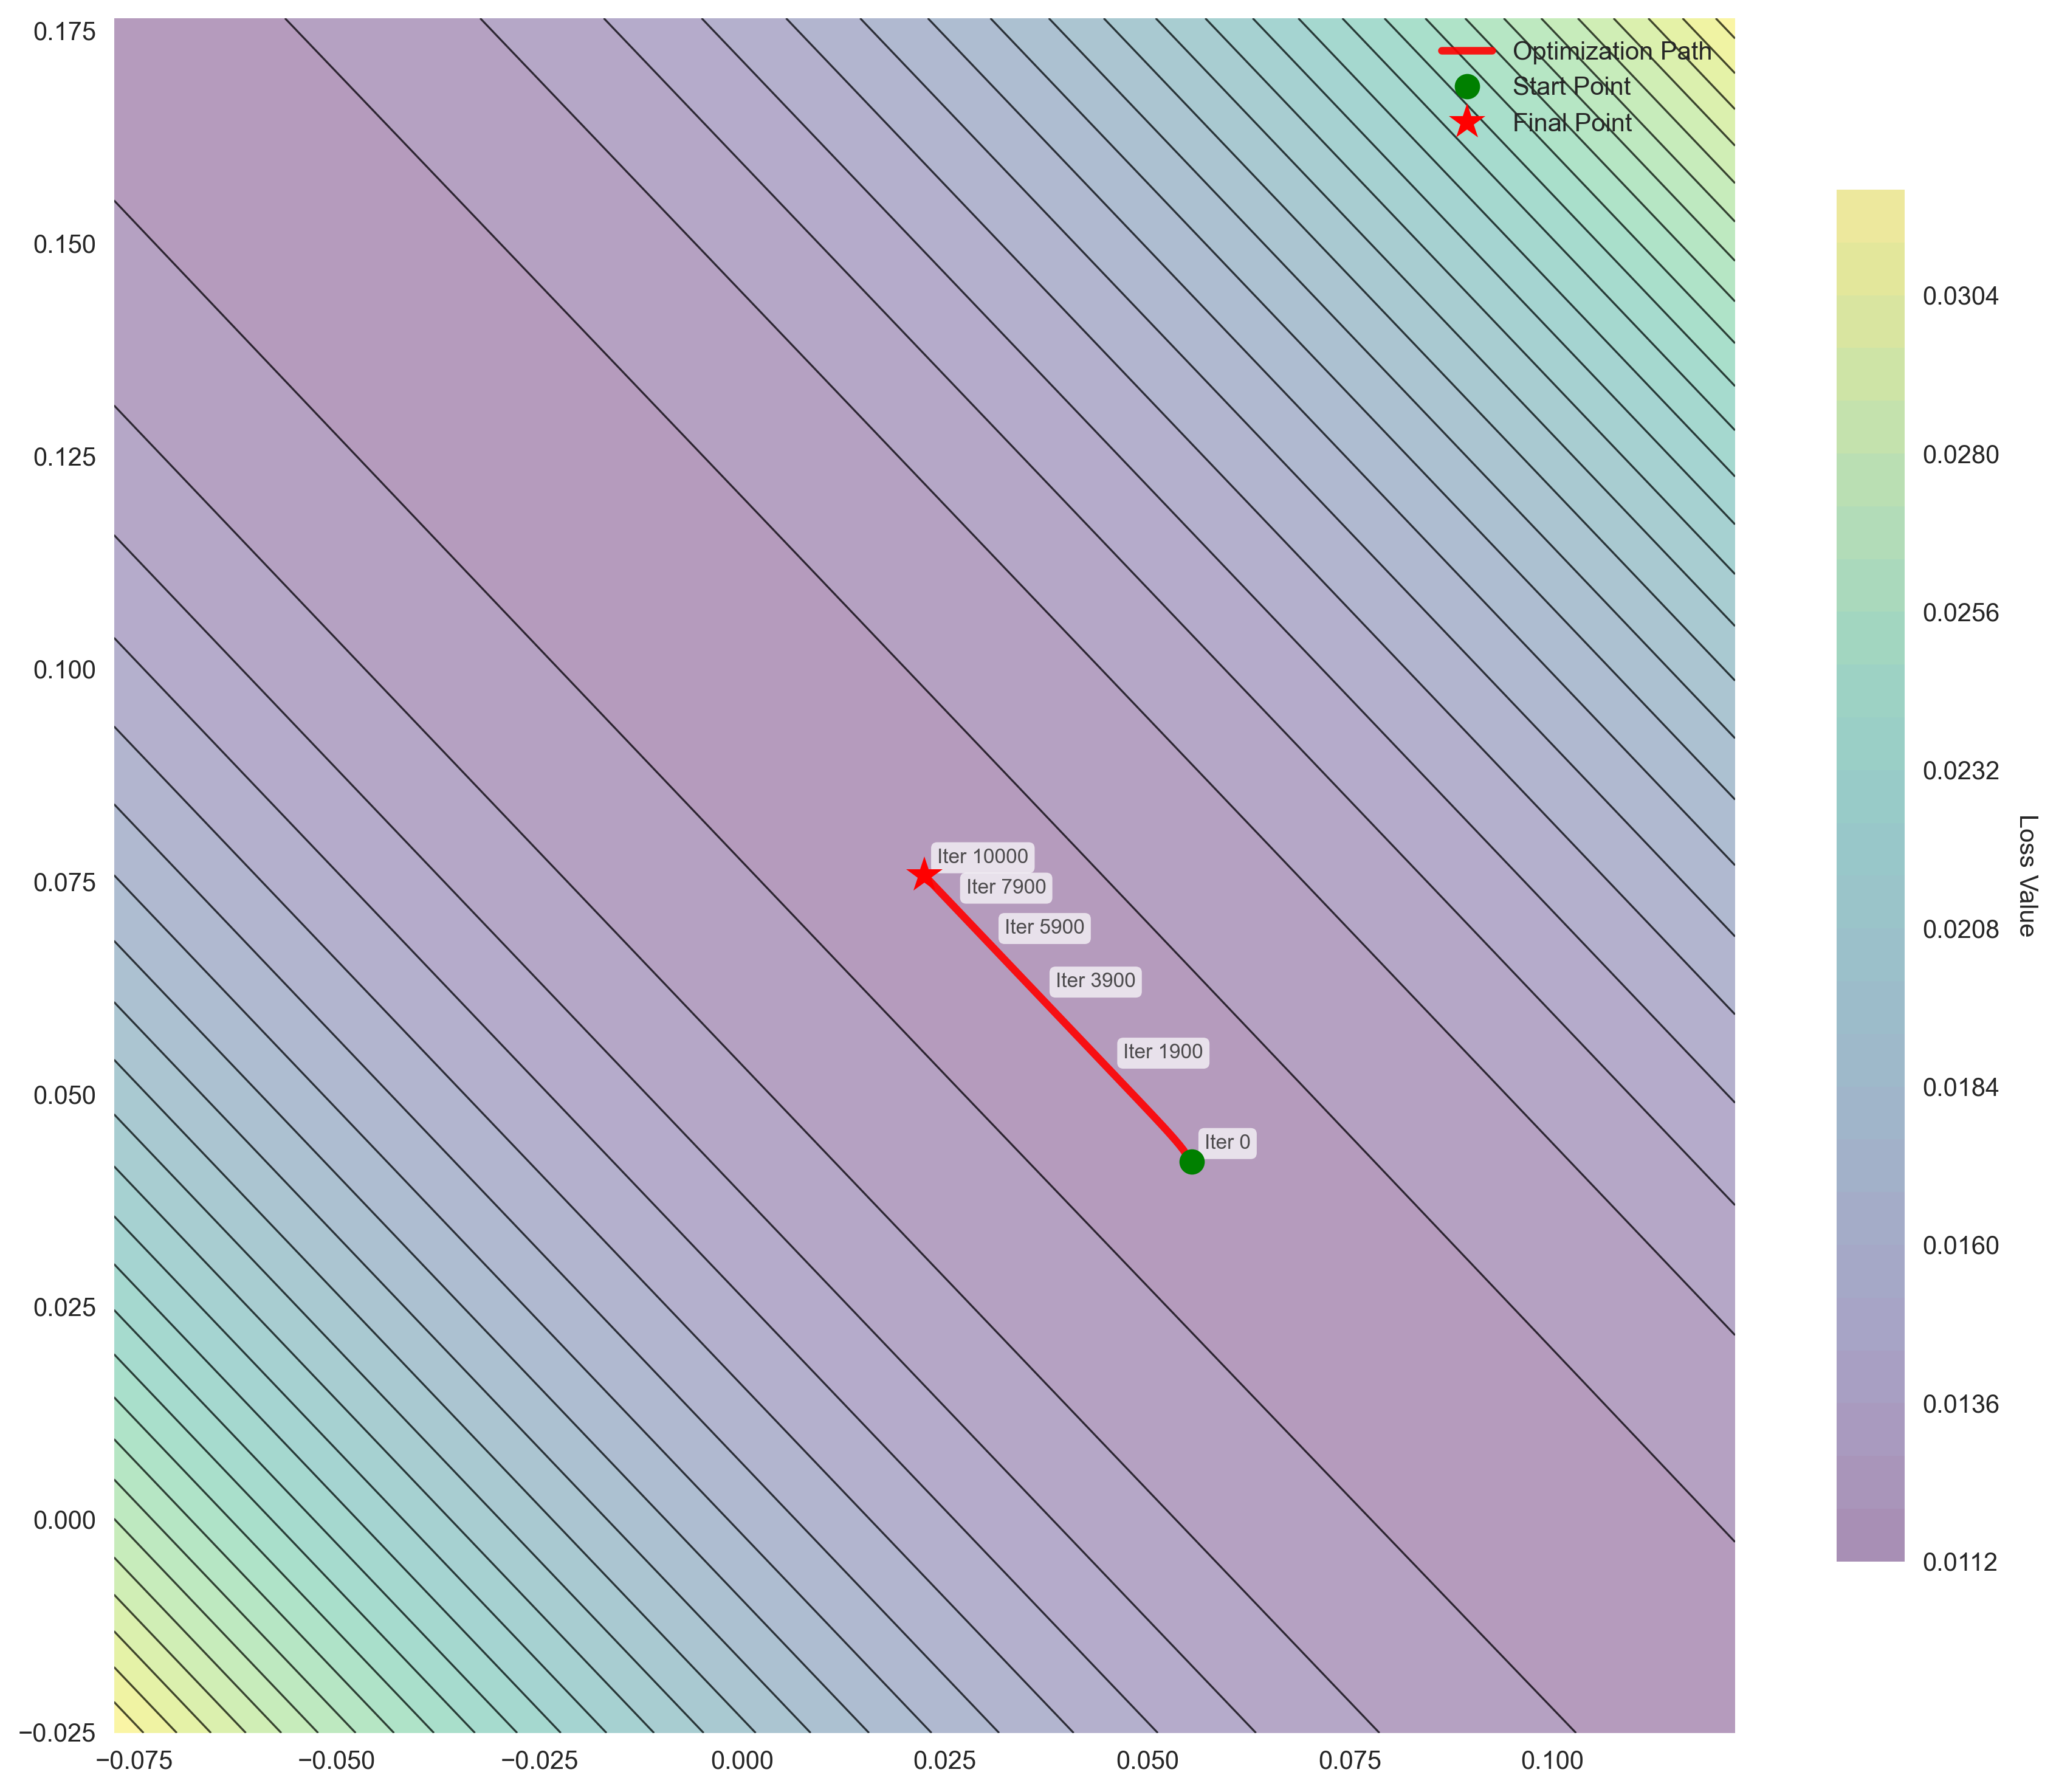 0.175
0.150
0.125
0.100
0.075
0.050
0.025
0.000
−0.025
−0.075
−0.050
−0.025
0.000
0.025
0.050
0.075
0.100
Optimization Path
Start Point
Final Point
Iter 10000
Iter 7900
Iter 5900
Iter 3900
Iter 1900
Iter 0
0.0304
0.0280
0.0256
0.0232
0.0208
0.0184
0.0160
0.0136
0.0112
Loss Value